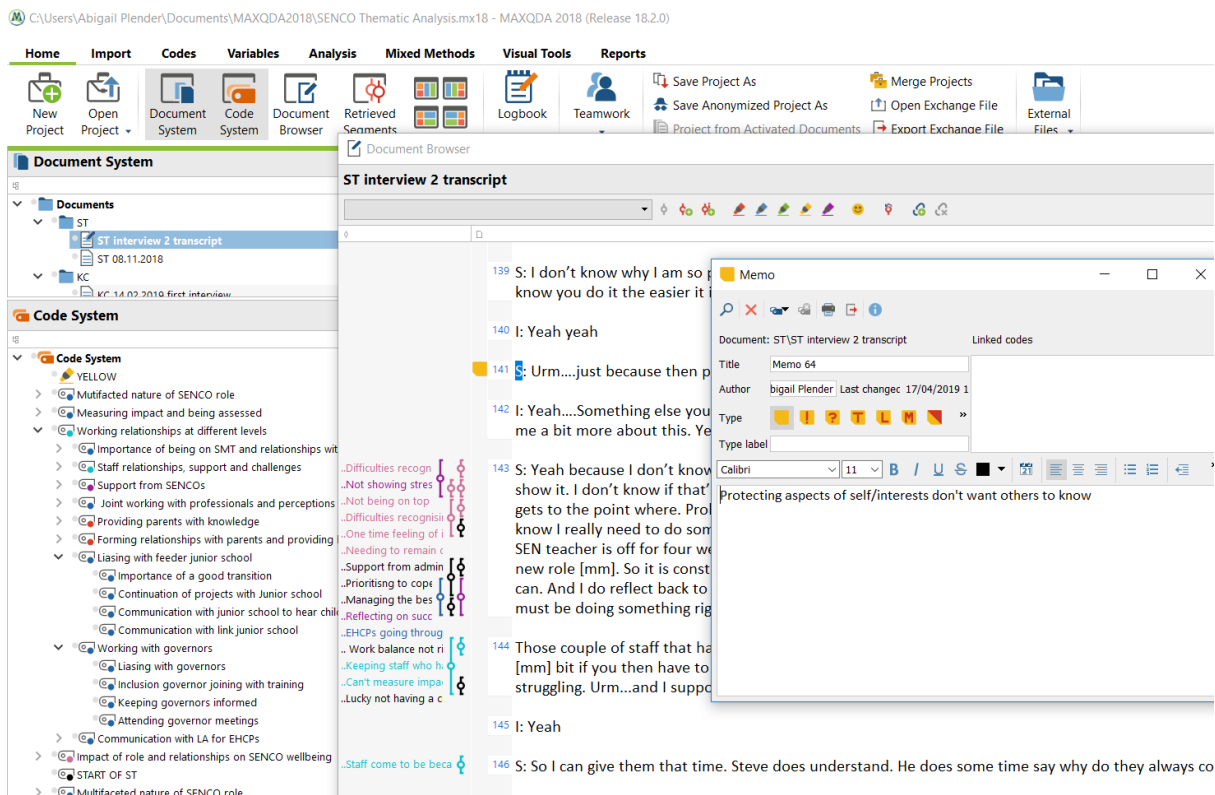 C:\Users\Abigail Plender\Documents\MAXQDA2018\SENCO Thematic Analysis.mx18 - MAXQDA 2018 (Release 18.2.0)
Home Import Codes Variables Analysis Mixed Methods Visual Tools Reports
New Project
Open Project
Document System
Code System
Document Browser
Retrieved Segments
Logbook
Teamwork
Save Project As
Save Anonymized Project As
Project from Activated Documents
Merge Projects
Open Exchange File
Export Exchange File
External Files
Document System
Documents
ST
ST interview 2 transcript
ST 08.11.2018
KC
KC 14.02.2019 first interview
Code System
Code System
YELLOW
Mutifacted nature of SENCO role
Measuring impact and being assessed
Working relationships at different levels
Importance of being on SMT and relationships wit
Staff relationships, support and challenges
Support from SENCOs
Joint working with professionals and perceptions
Providing parents with knowledge
Forming relationships with parents and providing
Liasing with feeder junior school
Importance of a good transition
Continuation of projects with Junior school
Communication with junior school to hear chil
Communication with link junior school
Working with governors
Liasing with governors
Inclusion governor joining with training
Keeping governors informed
Attending governor meetings
Communication with LA for EHCPs
Impact of role and relationships on SENCO wellbeing
START OF ST
Multifaceted nature of SENCO role
Document Browser
ST interview 2 transcript
139 S: I don't know why I am so
know you do it the easier it i
140 I: Yeah yeah
141 S: Urm....just because then p
142 I: Yeah....Something else you
me a bit more about this. Ye
143 S: Yeah because I don't know
show it. I don't know if that'
gets to the point where. Prol
know I really need to do som
SEN teacher is off for four we
new role [mm]. So it is const
can. And I do reflect back to
must be doing something rig
144 Those couple of staff that ha
[mm] bit if you then have to
struggling. Urm...and I suppo
145 I: Yeah
146 S: So I can give them that time. Steve does understand. He does some time say why do they always co
..Difficulties recogn
..Not showing stres
..Not being on top
..Difficulties recognisi
..One time feeling of i
..Needing to remain c
..Support from admin
..Prioritisng to cope
..Managing the bes
..Reflecting on succ
..EHCPs going throug
.. Work balance not ri
..Keeping staff who h
..Can't measure impa
..Lucky not having a c
..Staff come to be beca
Memo
Document: ST\ST interview 2 transcript
Linked codes
Title Memo 64
Author bigail Plender Last changec 17/04/2019 1
Type ! ? T L M »
Type label
Calibri 11 B I U S
Protecting aspects of self/interests don't want others to know